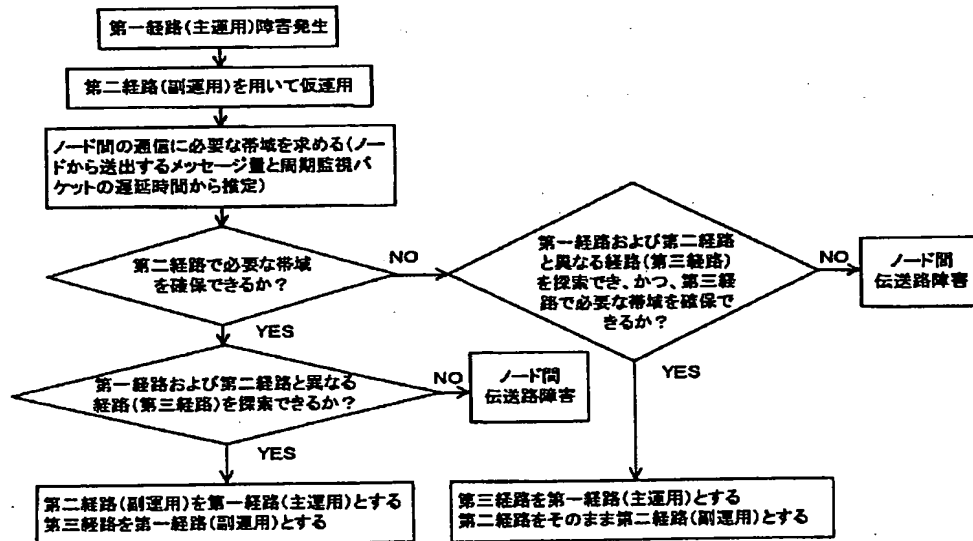 第一経路(主運用)障害発生
第二経路(副運用)を用いて仮運用
ノード間の通信に必要な帯域を求める(ノー
ドから送出するメッセージ量と周期監視パ
ケットの遅延時間から推定)
第二経路で必要な帯域
を確保できるか?
NO
YES
第一経路および第二経路
と異なる経路(第三経路)
を探索でき、かつ、第三経
路で必要な帯域を確保で
きるか?
NO
ノード間
伝送路障害
YES
第一経路および第二経路と異なる
経路(第三経路)を探索できるか?
NO
ノード間
伝送路障害
YES
第二経路(副運用)を第一経路(主運用)とする
第三経路を第一経路(副運用)とする
第三経路を第一経路(主運用)とする
第二経路をそのまま第二経路(副運用)とする